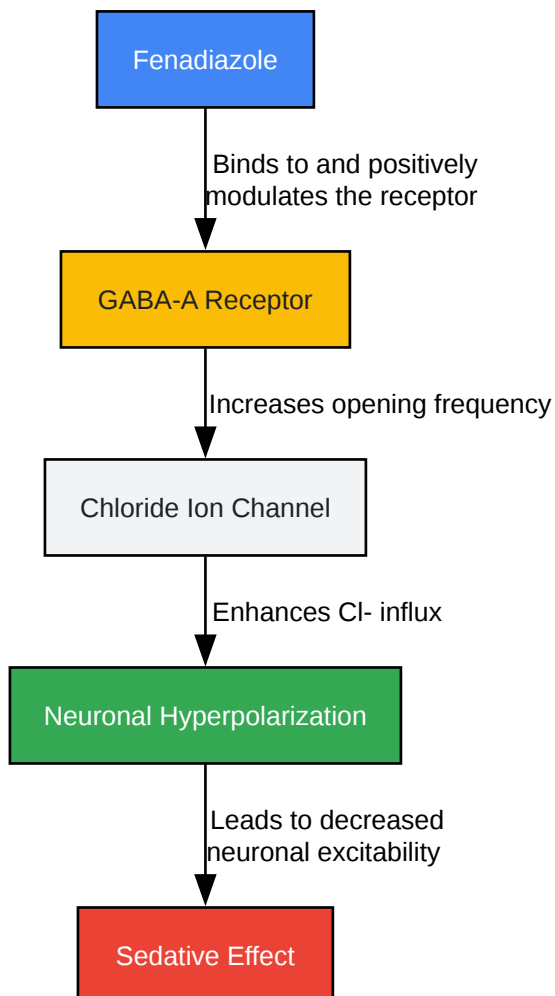 Fenadiazole
Binds to and positively
modulates the receptor
GABA-A Receptor
Increases opening frequency
Chloride Ion Channel
Enhances Cl- influx
Neuronal Hyperpolarization
Leads to decreased
neuronal excitability
Sedative Effect